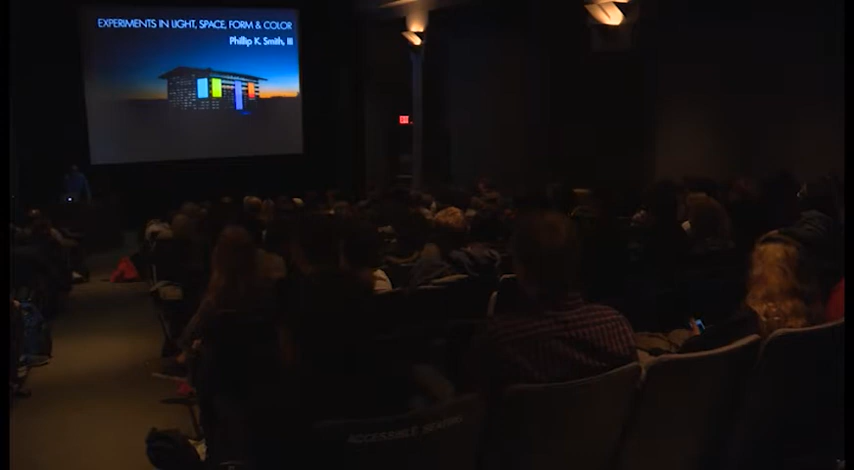 EXPERIMENTS IN LIGHT, SPACE, FORM & COLOR
Phillip K. Smith, III
ACCESSIBLE SEATING